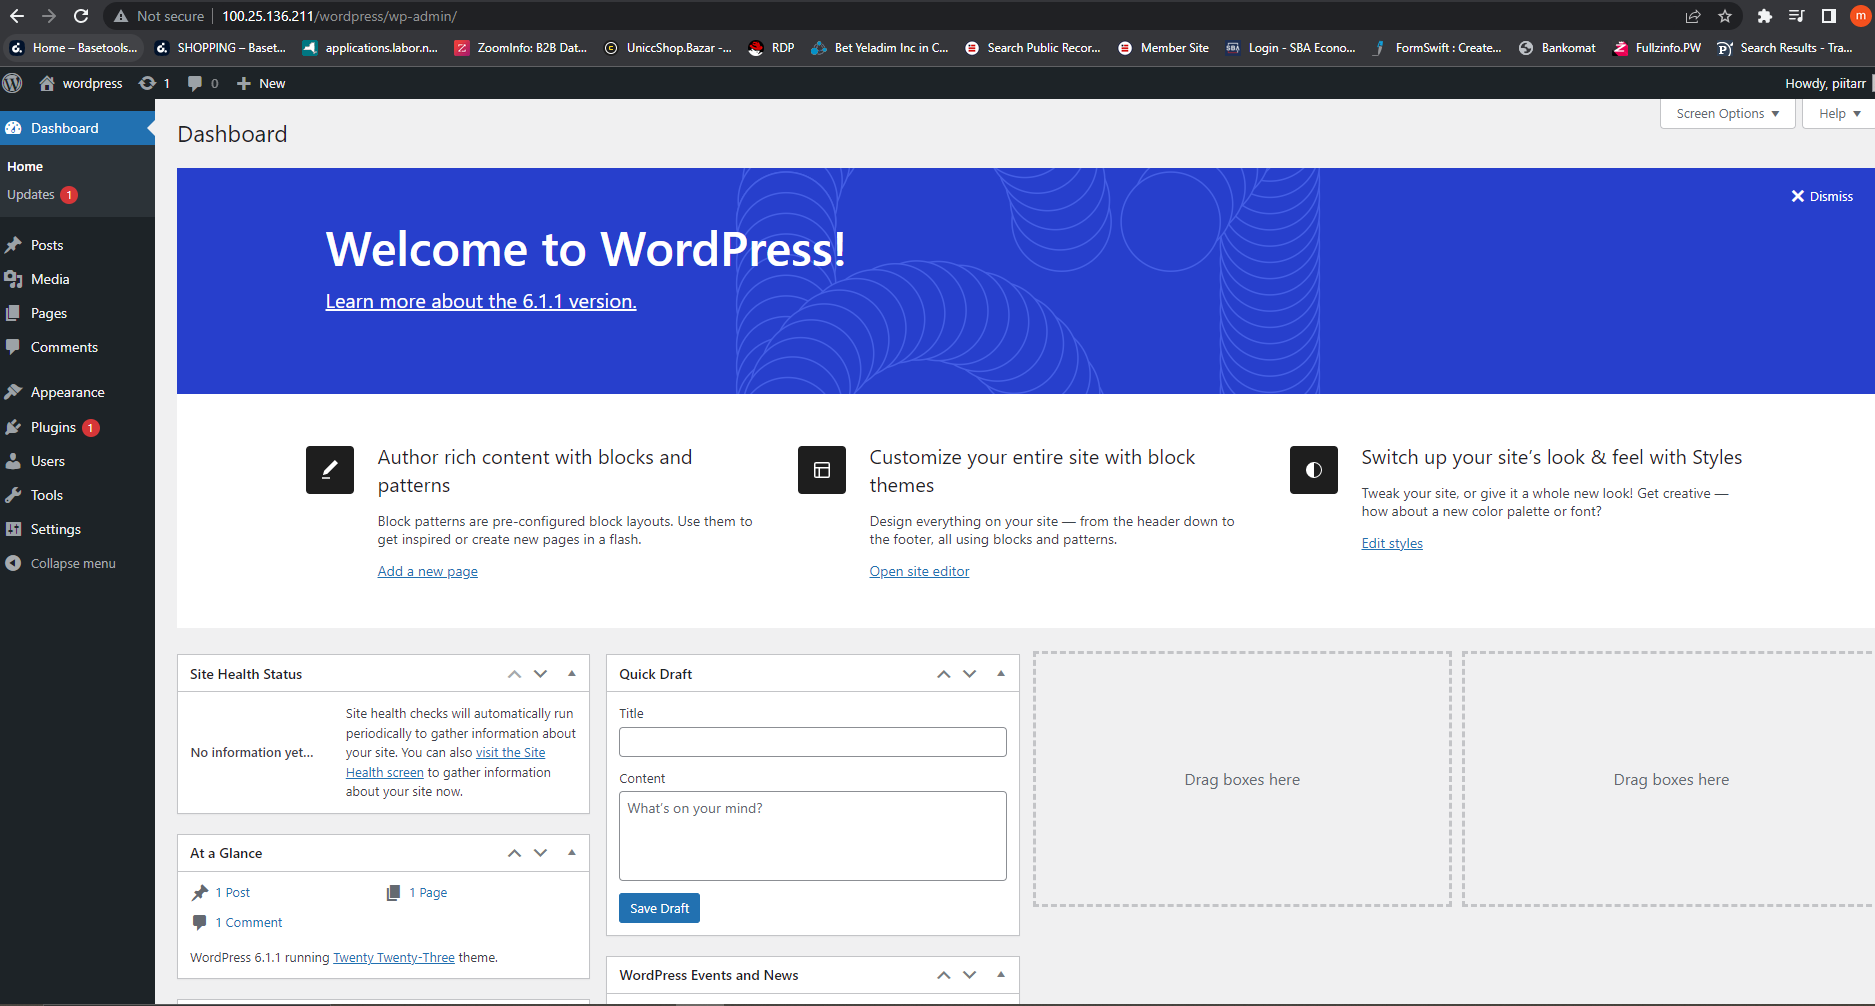 Not secure | 100.25.136.211/wordpress/wp-admin/
m
Home – Basetools... SHOPPING – Baset... applications.labor.n... ZoomInfo: B2B Dat... UniccShop.Bazar -... RDP Bet Yeladim Inc in C... Search Public Recor... Member Site Login - SBA Econo... FormSwift : Create... Bankomat Fullzinfo.PW Search Results - Tra...
wordpress 1 0 New Howdy, piitarr
Dashboard
Home
Updates 1
Posts
Media
Pages
Comments
Appearance
Plugins 1
Users
Tools
Settings
Collapse menu
Screen Options Help
Dashboard
Dismiss
Welcome to WordPress!
Learn more about the 6.1.1 version.
Author rich content with blocks and
patterns
Block patterns are pre-configured block layouts. Use them to
get inspired or create new pages in a flash.
Add a new page
Customize your entire site with block
themes
Design everything on your site — from the header down to
the footer, all using blocks and patterns.
Open site editor
Switch up your site’s look & feel with Styles
Tweak your site, or give it a whole new look! Get creative —
how about a new color palette or font?
Edit styles
Site Health Status
No information yet...
Site health checks will automatically run
periodically to gather information about
your site. You can also visit the Site
Health screen to gather information
about your site now.
At a Glance
1 Post 1 Page
1 Comment
WordPress 6.1.1 running Twenty Twenty-Three theme.
Quick Draft
Title
Content
What’s on your mind?
Save Draft
WordPress Events and News
Drag boxes here
Drag boxes here